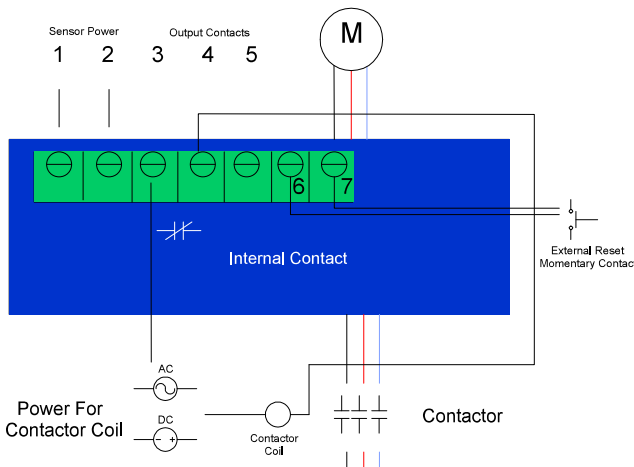 Sensor Power
Output Contacts
M
1 2 3 4 5
6 7
Internal Contact
External Reset
Momentary Contac
AC
Power For
Contactor Coil
DC
Contactor
Coil
Contactor